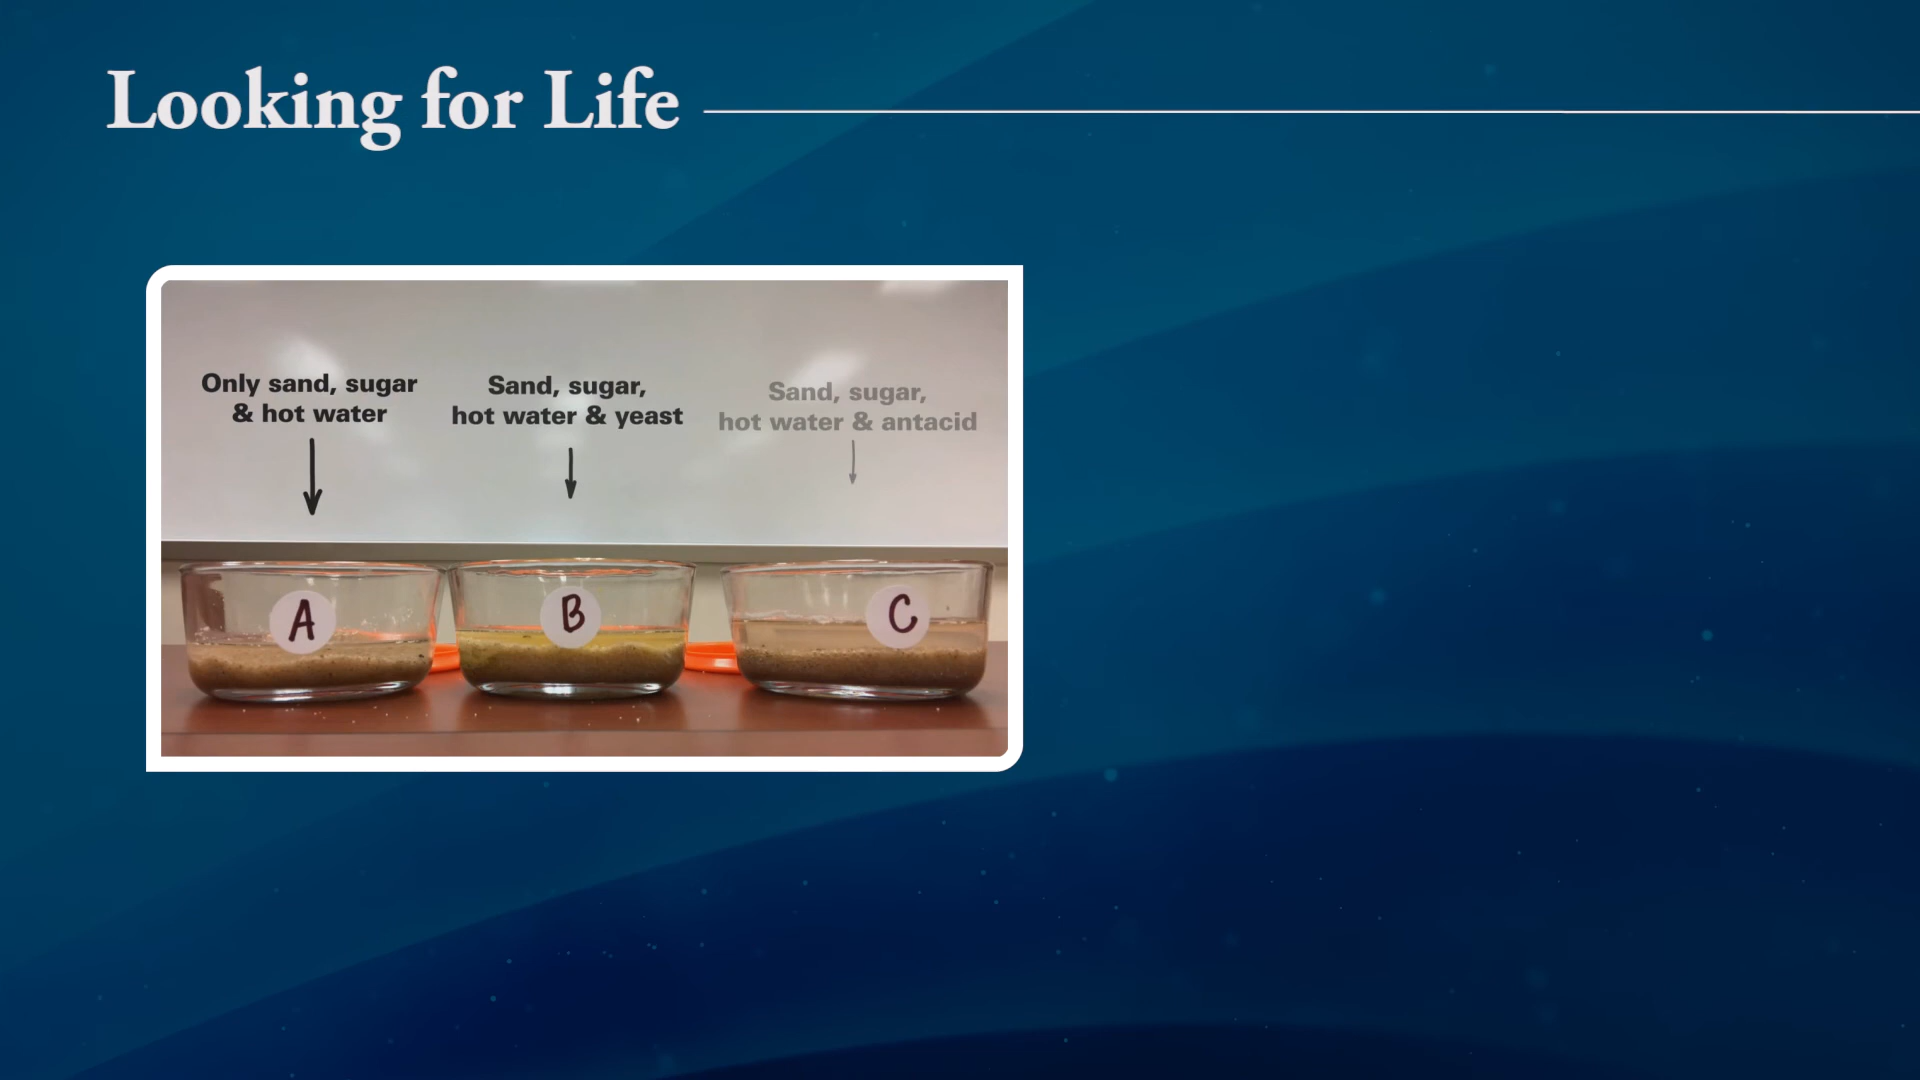 Looking for Life
Only sand, sugar
& hot water
Sand, sugar,
hot water & yeast
Sand, sugar,
hot water & antacid
A
B
C